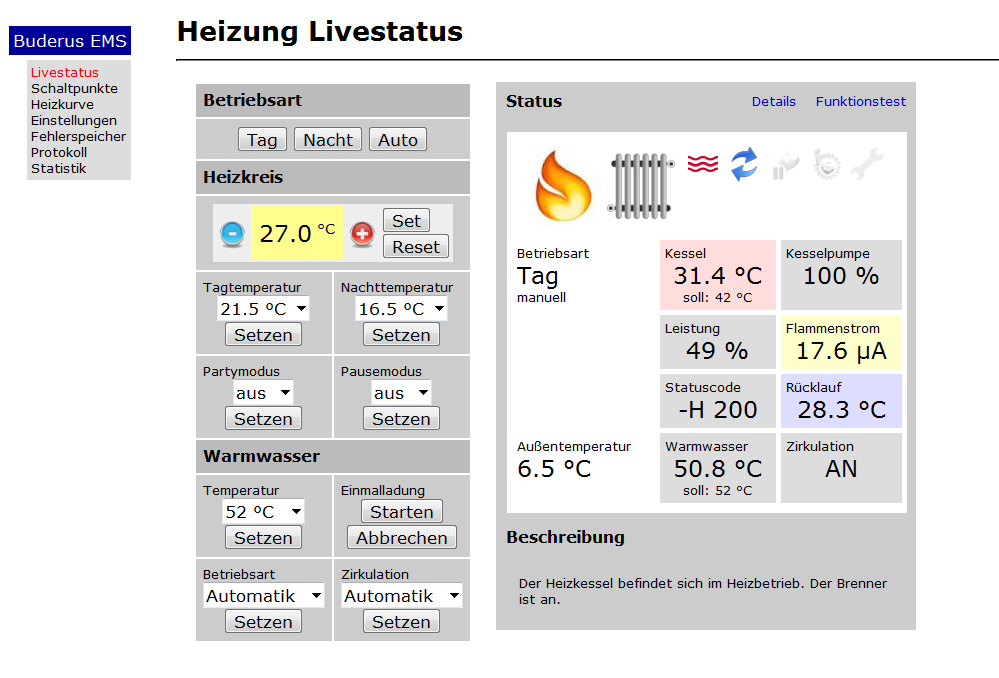 Buderus EMS
Livestatus
Schaltpunkte
Heizkurve
Einstellungen
Fehlerspeicher
Protokoll
Statistik
Heizung Livestatus
Betriebsart
Tag Nacht Auto
Heizkreis
27.0 °C
Set
Reset
Tagtemperatur Nachttemperatur
21.5 °C 16.5 °C
Setzen Setzen
Partymodus Pausemodus
aus aus
Setzen Setzen
Warmwasser
Temperatur Einmalladung
52 °C Starten
Setzen Abbrechen
Betriebsart Zirkulation
Automatik Automatik
Setzen Setzen
Status Details Funktionstest
Betriebsart
Tag
manuell
Kessel
31.4 °C
soll: 42 °C
Kesselpumpe
100 %
Leistung
49 %
Flammenstrom
17.6 µA
Statuscode
-H 200
Rücklauf
28.3 °C
Außentemperatur
6.5 °C
Warmwasser
50.8 °C
soll: 52 °C
Zirkulation
AN
Beschreibung
Der Heizkessel befindet sich im Heizbetrieb. Der Brenner
ist an.